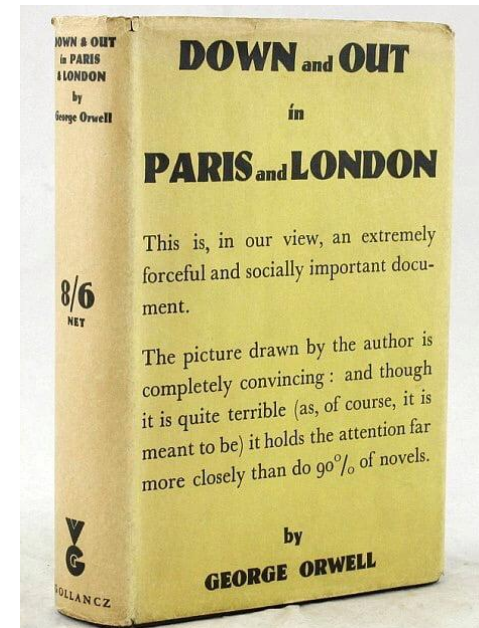 DOWN & OUT
in PARIS
& LONDON
by
George Orwell
8/6
NET
VG
GOLLANCZ
DOWN and OUT
in
PARIS and LONDON
This is, in our view, an extremely
forceful and socially important docu-
ment.
The picture drawn by the author is
completely convincing : and though
it is quite terrible (as, of course, it is
meant to be) it holds the attention far
more closely than do 90% of novels.
by
GEORGE ORWELL